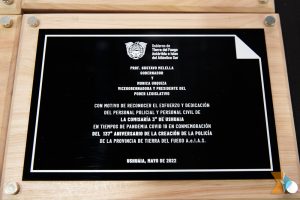 Gobierno de
Tierra del Fuego
Antártida e Islas
del Atlántico Sur
PROF. GUSTAVO MELELLA
GOBERNADOR
Y
MONICA URQUIZA
VICEGOBERNADORA Y PRESIDENTE DEL
PODER LEGISLATIVO
CON MOTIVO DE RECONOCER EL ESFUERZO Y DEDICACIÓN
DEL PERSONAL POLICIAL Y PERSONAL CIVIL DE
LA COMISARÍA 3° DE USHUAIA
EN TIEMPOS DE PANDEMIA COVID 19 EN CONMEMORACIÓN
DEL 137° ANIVERSARIO DE LA CREACIÓN DE LA POLICÍA
DE LA PROVINCIA DE TIERRA DEL FUEGO A.e.I.A.S.
USHUAIA, MAYO DE 2022